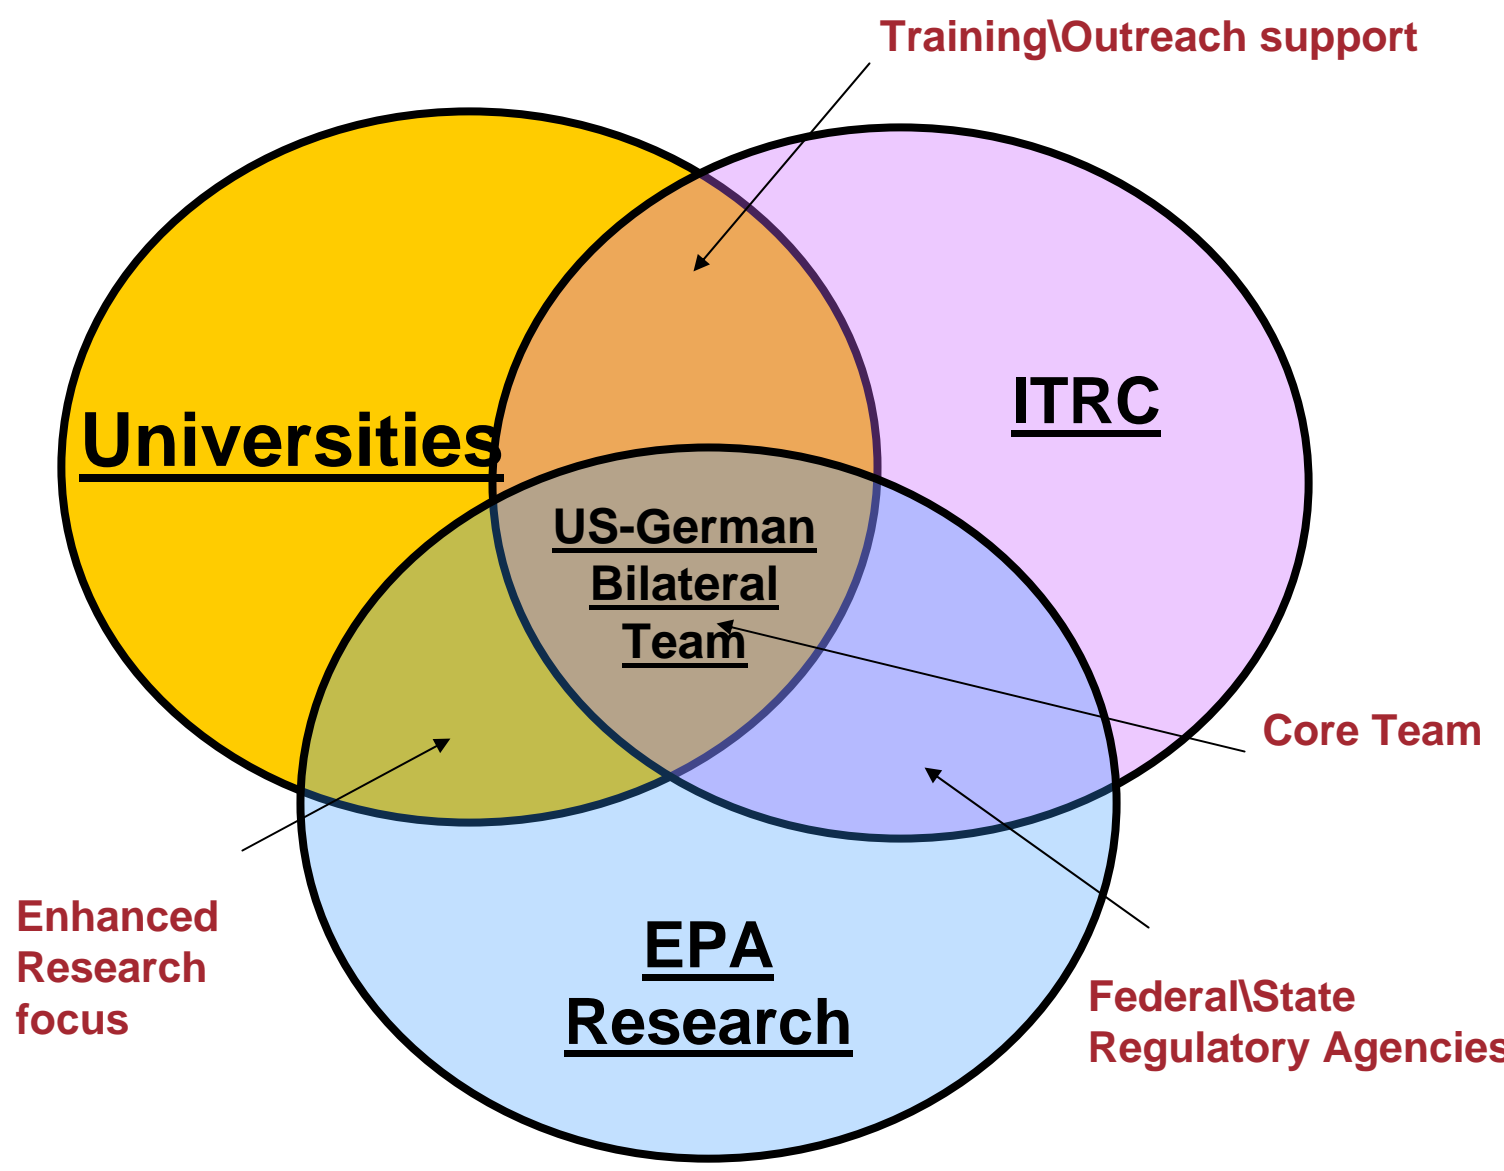 Training\Outreach support
ITRC
Universities
US-German
Bilateral
Team
Core Team
Enhanced
Research
focus
EPA
Research
Federal\State
Regulatory Agencies